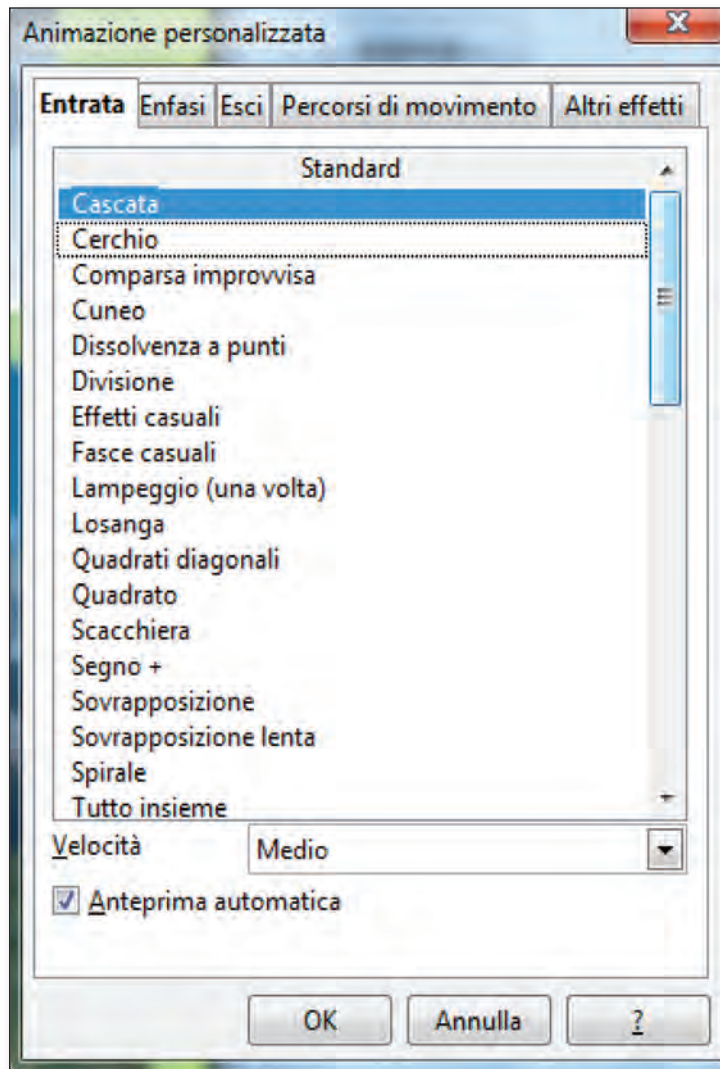 Animazione personalizzata
Entrata Enfasi Esci Percorsi di movimento Altri effetti
Standard
Cascata
Cerchio
Comparsa improvvisa
Cuneo
Dissolvenza a punti
Divisione
Effetti casuali
Fasce casuali
Lampeggio (una volta)
Losanga
Quadrati diagonali
Quadrato
Scacchiera
Segno +
Sovrapposizione
Sovrapposizione lenta
Spirale
Tutto insieme
Velocità Medio
Anteprima automatica
OK Annulla ?